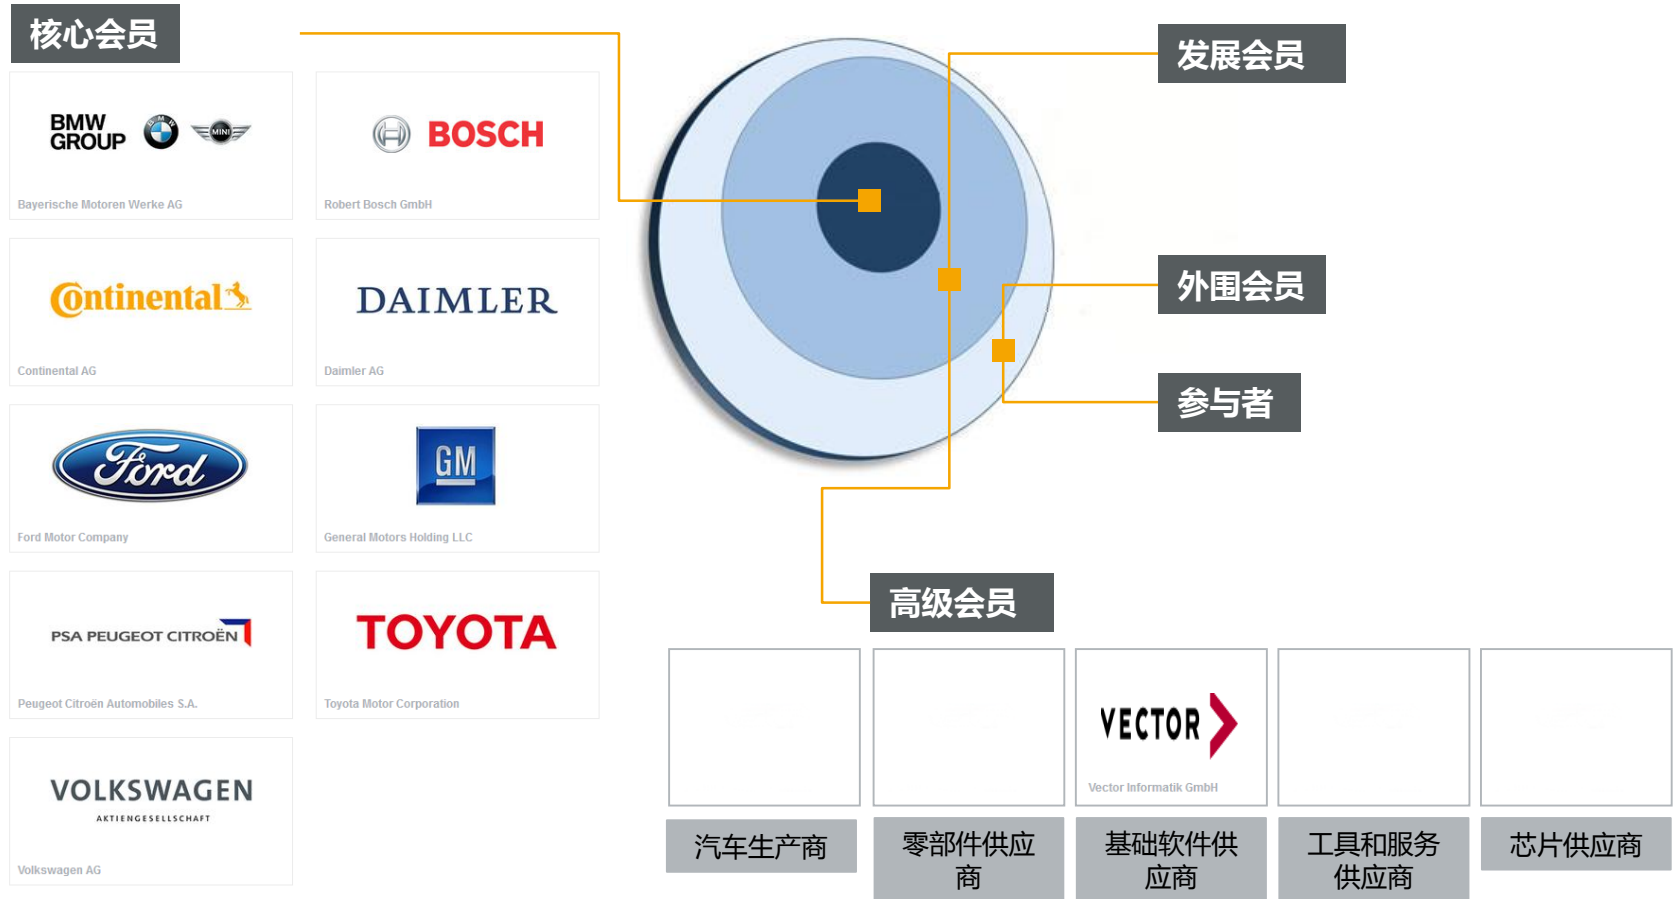 核心会员
BMW
GROUP
BMW
MINI
Bayerische Motoren Werke AG
BOSCH
Robert Bosch GmbH
Continental
Continental AG
DAIMLER
Daimler AG
Ford
Ford Motor Company
GM
General Motors Holding LLC
PSA PEUGEOT CITROËN
Peugeot Citroën Automobiles S.A.
TOYOTA
Toyota Motor Corporation
VOLKSWAGEN
AKTIENGESELLSCHAFT
Volkswagen AG
发展会员
外围会员
参与者
高级会员
VECTOR
Vector Informatik GmbH
汽车生产商
零部件供应
商
基础软件供
应商
工具和服务
供应商
芯片供应商